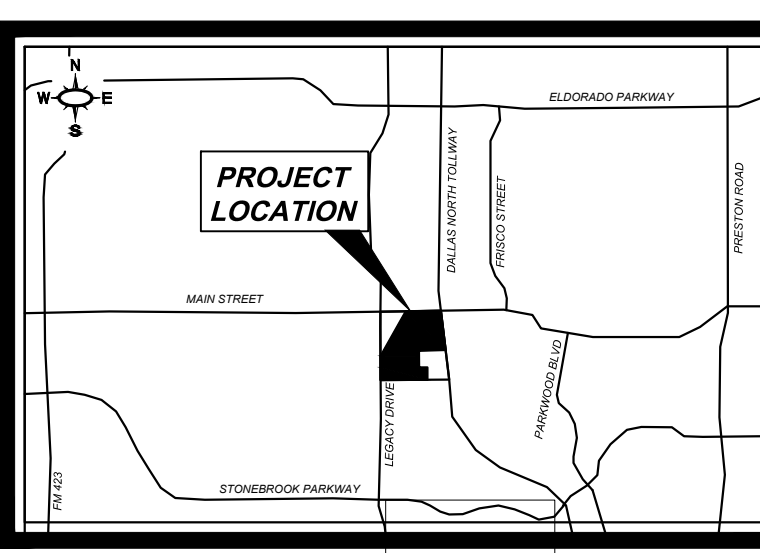 N
W E
S
ELDORADO PARKWAY
PROJECT
LOCATION
DALLAS NORTH TOLLWAY
FRISCO STREET
PRESTON ROAD
MAIN STREET
PARKWOOD BLVD
LEGACY DRIVE
FM 423
STONEBROOK PARKWAY